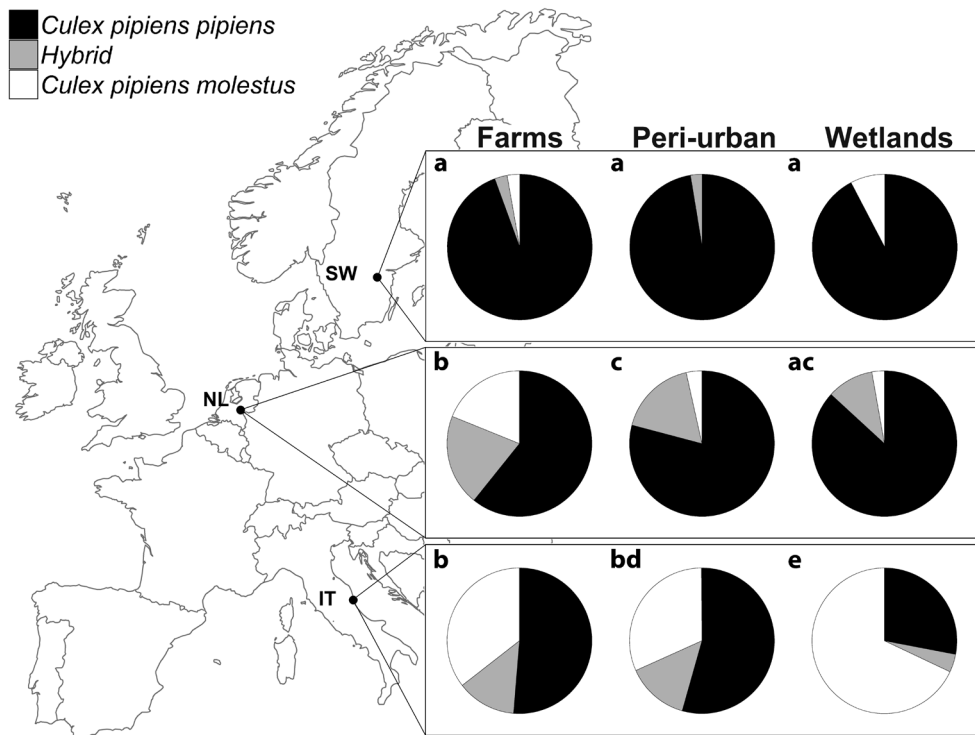 Culex pipiens pipiens
Hybrid
Culex pipiens molestus
Farms Peri-urban Wetlands
a a a
SW
b c ac
NL
b bd e
IT